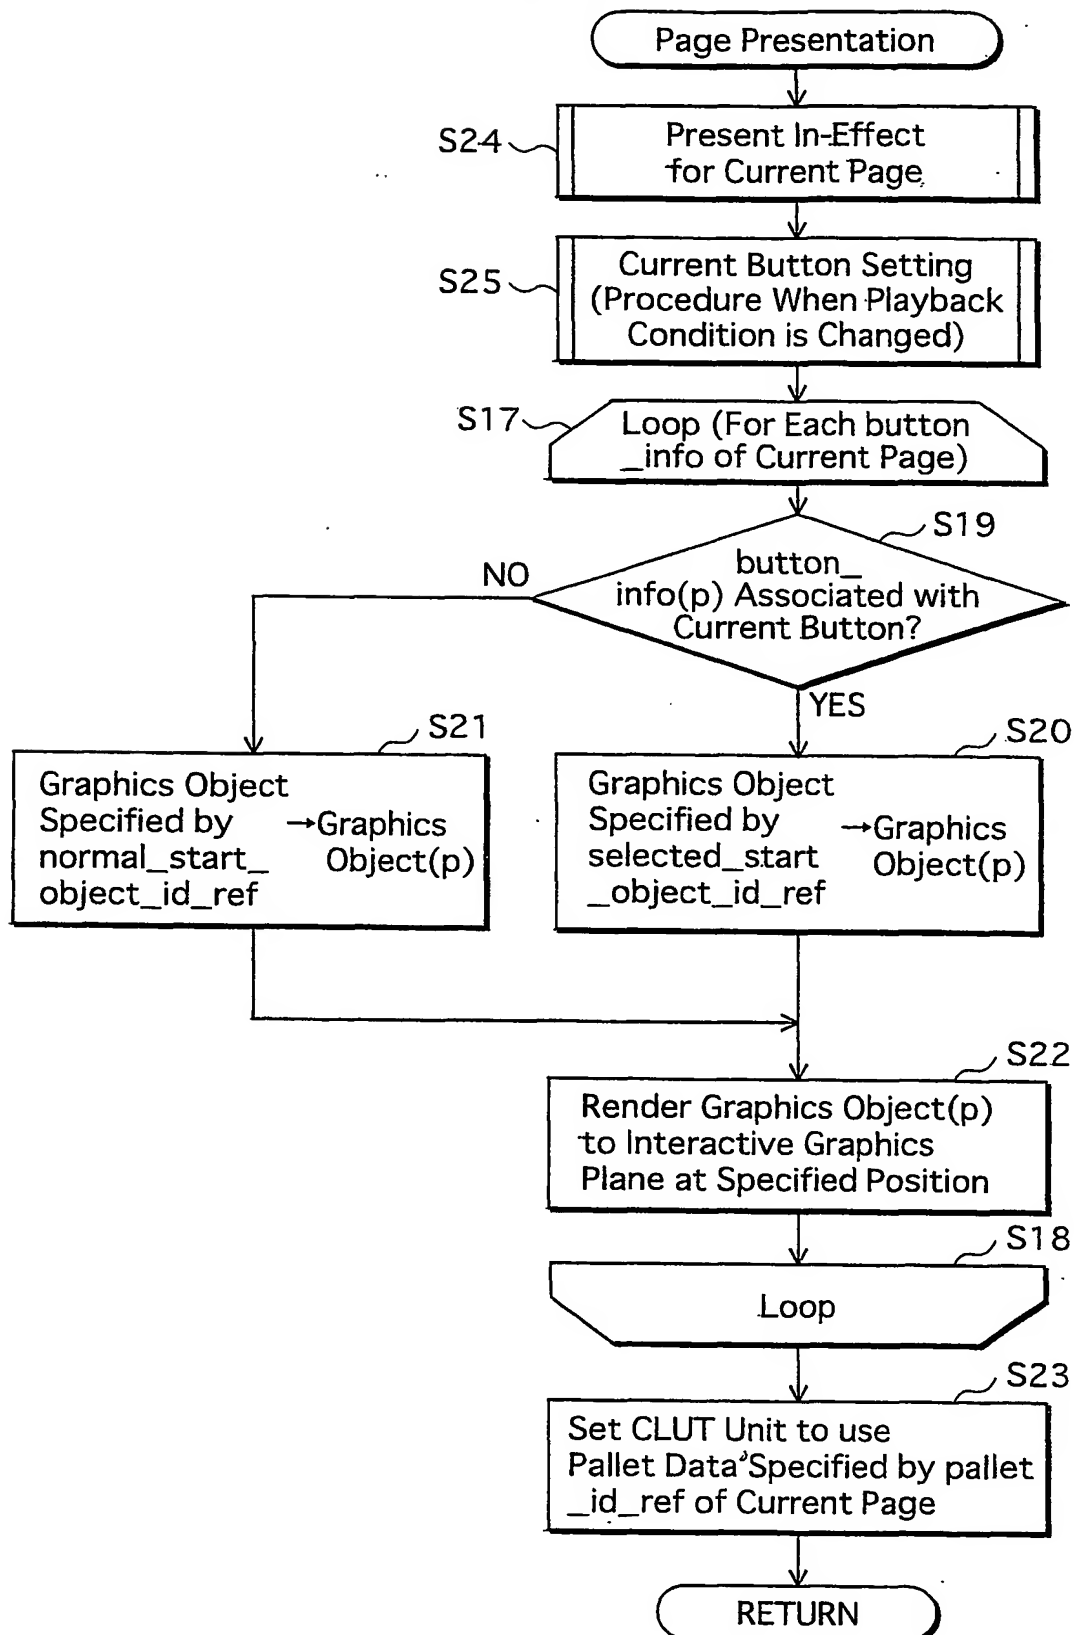 Page Presentation
S24
Present In-Effect
for Current Page
S25
Current Button Setting
(Procedure When Playback
Condition is Changed)
S17
Loop (For Each button
_info of Current Page)
S19
button_
info(p) Associated with
Current Button?
NO
YES
S21
Graphics Object
Specified by
normal_start_
object_id_ref
→Graphics
Object(p)
S20
Graphics Object
Specified by
selected_start
_object_id_ref
→Graphics
Object(p)
S22
Render Graphics Object(p)
to Interactive Graphics
Plane at Specified Position
S18
Loop
S23
Set CLUT Unit to use
Pallet Data Specified by pallet
_id_ref of Current Page
RETURN